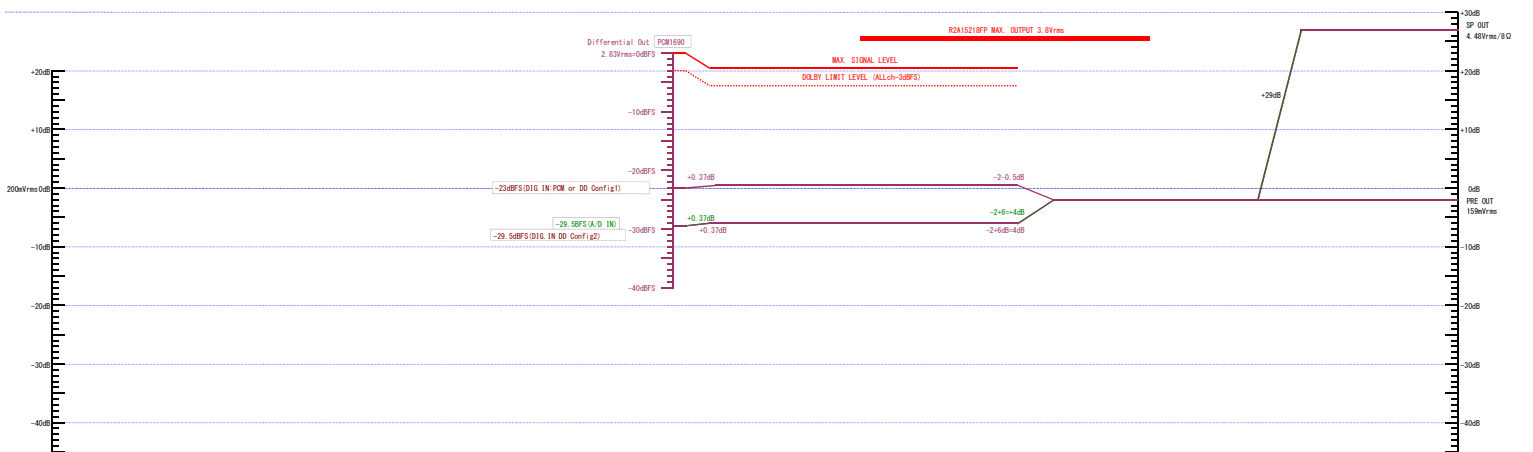 +30dB
R2A15218FP MAX. OUTPUT 3.8Vrms
SP OUT
4.48Vrms/8Ω
Differential Out PCM1690
2.83Vrms=0dBFS
MAX. SIGNAL LEVEL
+20dB
DOLBY LIMIT LEVEL (ALLch-3dBFS)
+20dB
+29dB
-10dBFS
+10dB
+10dB
-20dBFS
+0.37dB
-2-0.5dB
200mVrms0dB
-23dBFS(DIG.IN:PCM or DD Config1)
0dB
PRE OUT
159mVrms
-2+6=+4dB
+0.37dB
-29.5BFS(A/D IN)
-30dBFS
+0.37dB
-2+6dB=4dB
-29.5dBFS(DIG.IN DD Config2)
-10dB
-10dB
-40dBFS
-20dB
-20dB
-30dB
-30dB
-40dB
-40dB